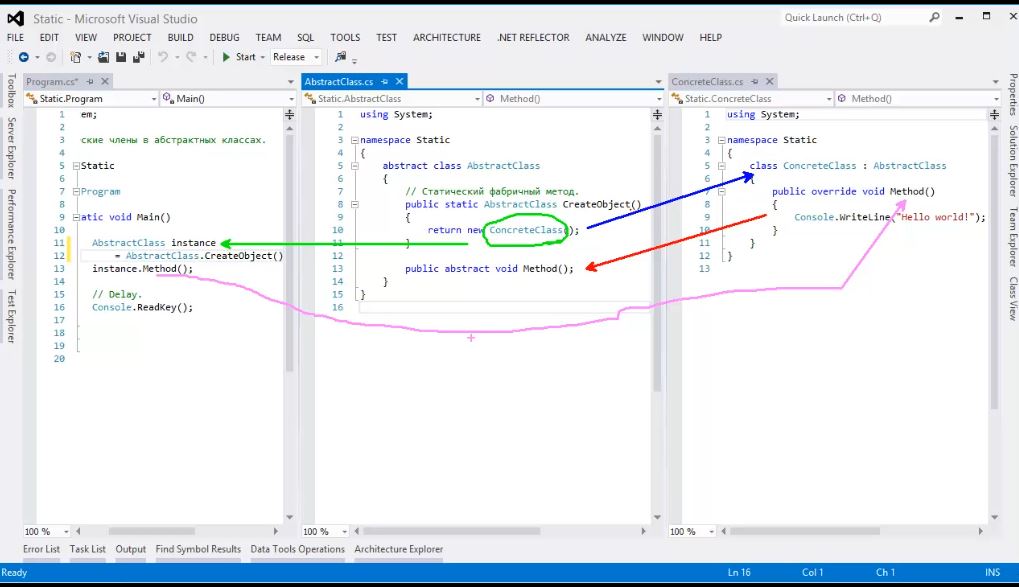 Static - Microsoft Visual Studio
Quick Launch (Ctrl+Q)
FILE EDIT VIEW PROJECT BUILD DEBUG TEAM SQL TOOLS TEST ARCHITECTURE .NET REFLECTOR ANALYZE WINDOW HELP
Start Release
Toolbox
Server Explorer
Performance Explorer
Test Explorer
Program.cs*
Static.Program Main()
1 em;
2
3 ские члены в абстрактных классах.
4
5 Static
6
7 Program
8
9 atic void Main()
10
11 AbstractClass instance
12 = AbstractClass.CreateObject()
13 instance.Method();
14
15 // Delay.
16 Console.ReadKey();
17
18
19
20
100 %
AbstractClass.cs
Static.AbstractClass Method()
1 using System;
2
3 namespace Static
4 {
5 abstract class AbstractClass
6 {
7 // Статический фабричный метод.
8 public static AbstractClass CreateObject()
9 {
10 return new ConcreteClass();
11 }
12
13 public abstract void Method();
14 }
15 }
16
100 %
ConcreteClass.cs
Static.ConcreteClass Method()
1 using System;
2
3 namespace Static
4 {
5 class ConcreteClass : AbstractClass
6 {
7 public override void Method()
8 {
9 Console.WriteLine("Hello world!");
10 }
11 }
12 }
13
100 %
Properties
Solution Explorer
Team Explorer
Class View
Error List Task List Output Find Symbol Results Data Tools Operations Architecture Explorer
Ready Ln 16 Col 1 Ch 1 INS